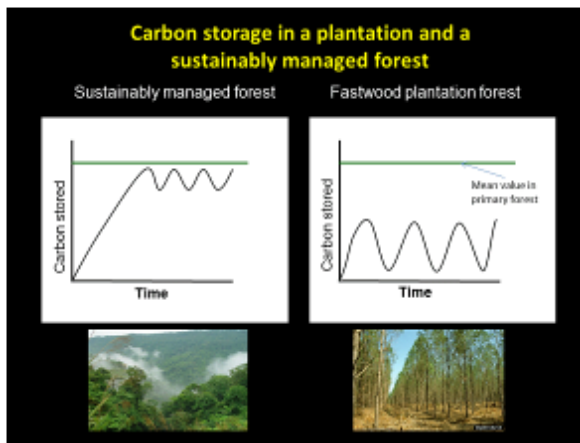 Carbon storage in a plantation and a
sustainably managed forest
Sustainably managed forest
Fastwood plantation forest
Carbon stored
Time
Mean value in
primary forest
Carbon stored
Time